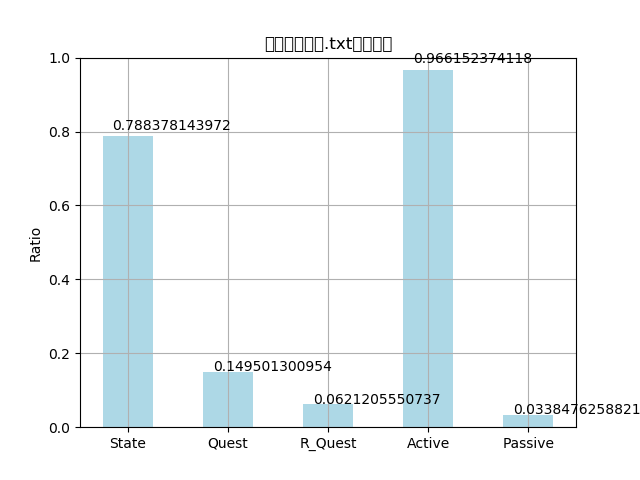 .txt
1.0
0.966152374118
0.8
0.788378143972
0.6
Ratio
0.4
0.2
0.149501300954
0.0621205550737
0.0338476258821
0.0
State
Quest
R_Quest
Active
Passive